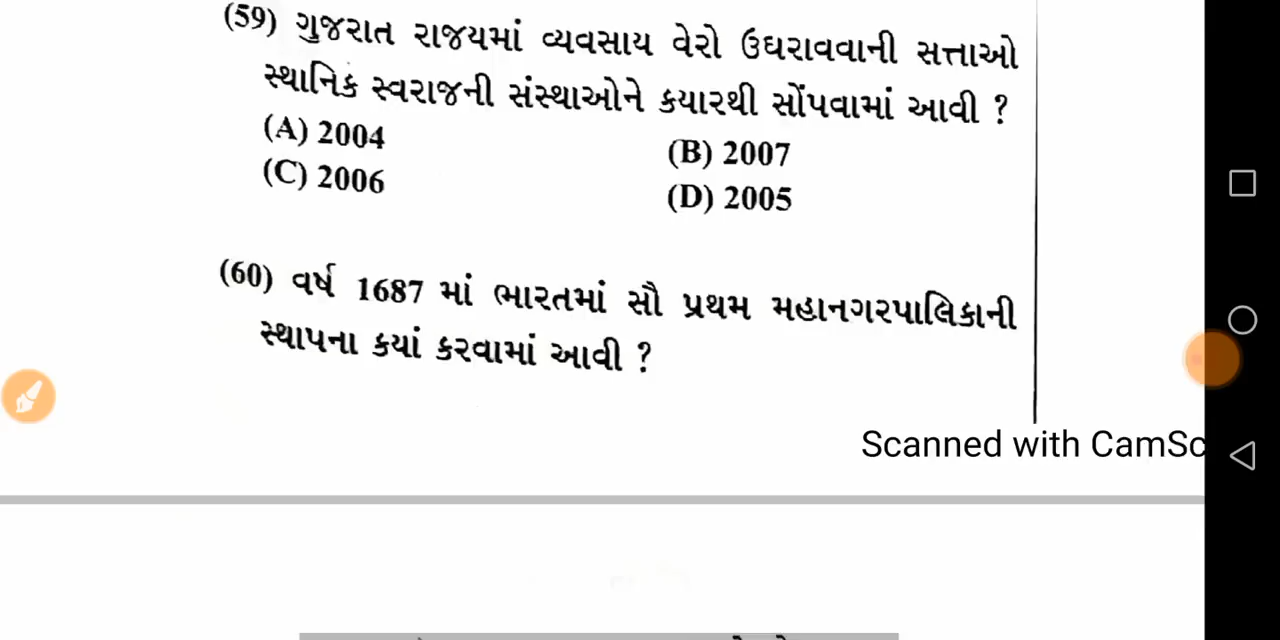 (59) ગુજરાત રાજયમાં વ્યવસાય વેરો ઉઘરાવવાની સત્તાઓ
સ્થાનિક સ્વરાજની સંસ્થાઓને કયારથી સોંપવામાં આવી ?
(A) 2004 (B) 2007
(C) 2006 (D) 2005
(60) વર્ષ 1687 માં ભારતમાં સૌ પ્રથમ મહાનગરપાલિકાની
સ્થાપના કયાં કરવામાં આવી ?
Scanned with CamSc